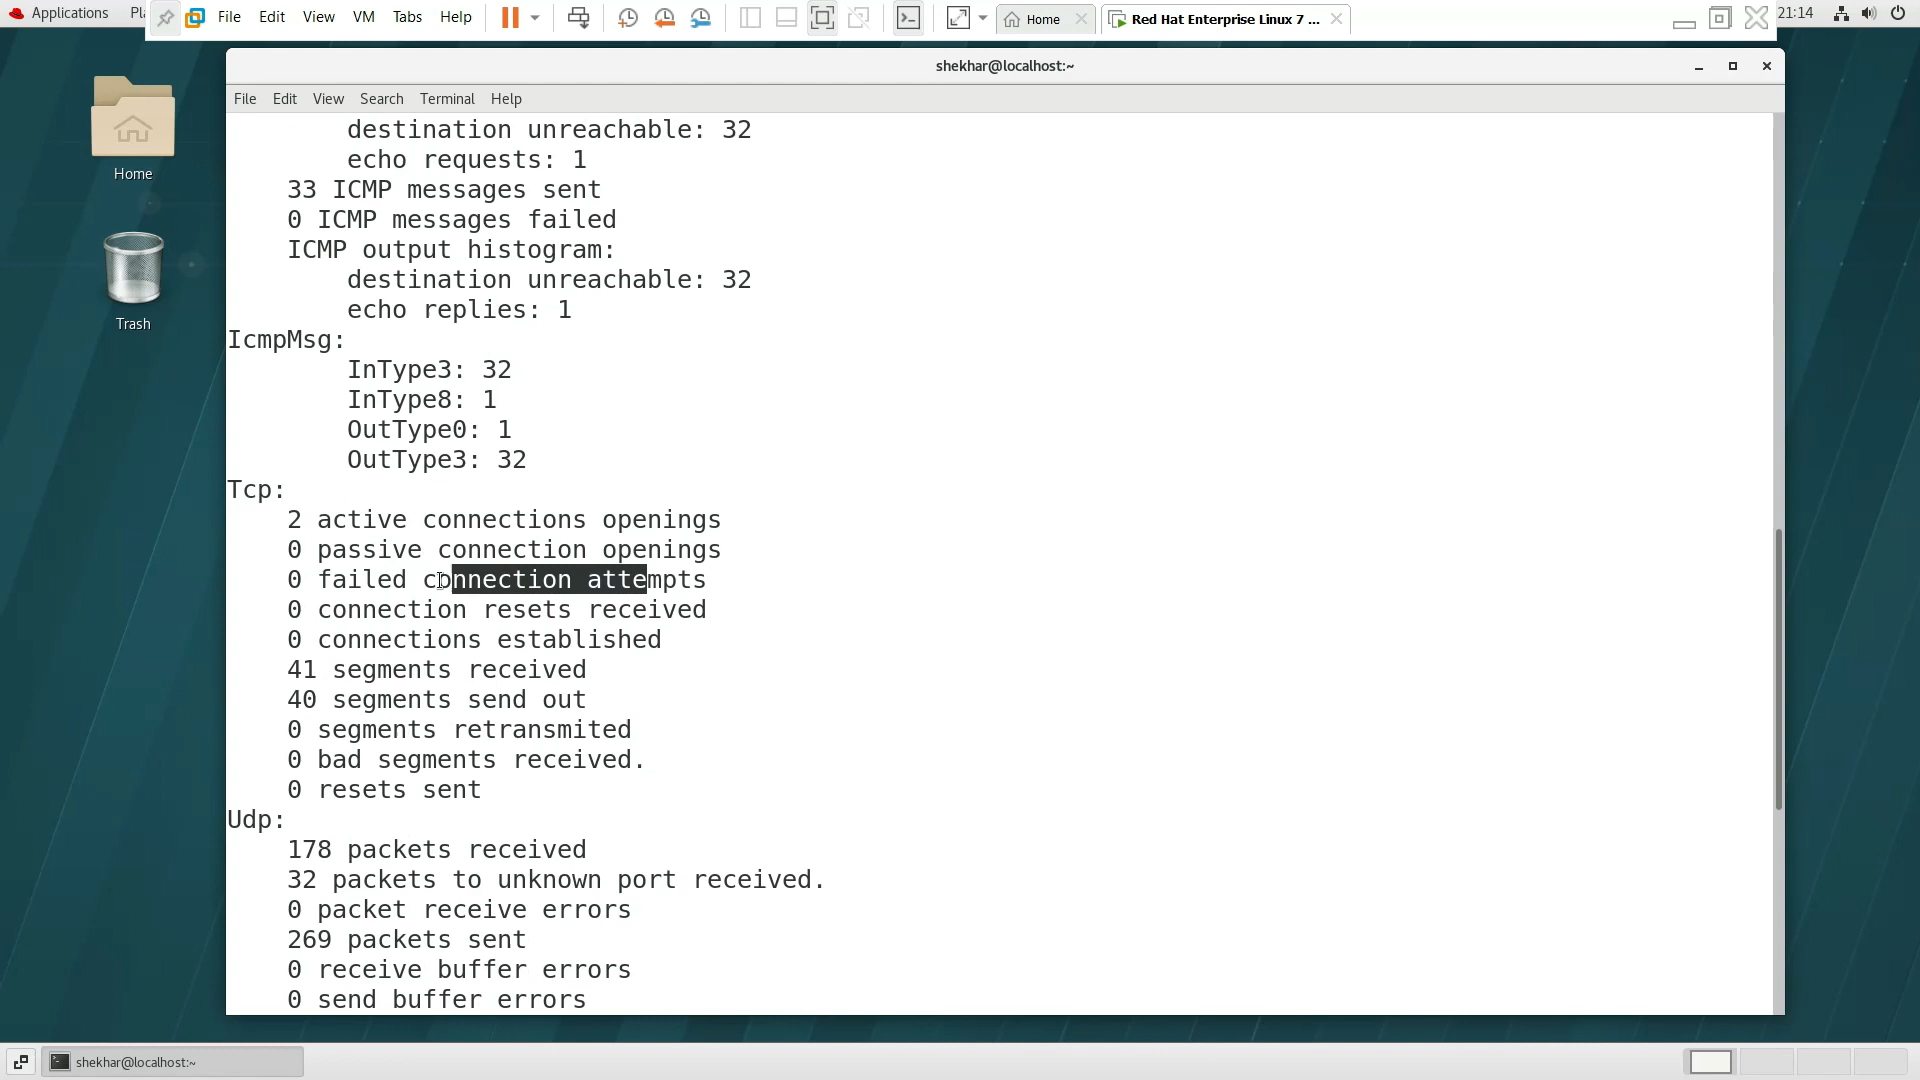 Applications
Pl
File Edit View VM Tabs Help
Home
Red Hat Enterprise Linux 7 ...
21:14
shekhar@localhost:~
File Edit View Search Terminal Help
Home
Trash
destination unreachable: 32
echo requests: 1
33 ICMP messages sent
0 ICMP messages failed
ICMP output histogram:
destination unreachable: 32
echo replies: 1
IcmpMsg:
InType3: 32
InType8: 1
OutType0: 1
OutType3: 32
Tcp:
2 active connections openings
0 passive connection openings
0 failed connection attempts
0 connection resets received
0 connections established
41 segments received
40 segments send out
0 segments retransmited
0 bad segments received.
0 resets sent
Udp:
178 packets received
32 packets to unknown port received.
0 packet receive errors
269 packets sent
0 receive buffer errors
0 send buffer errors
shekhar@localhost:~